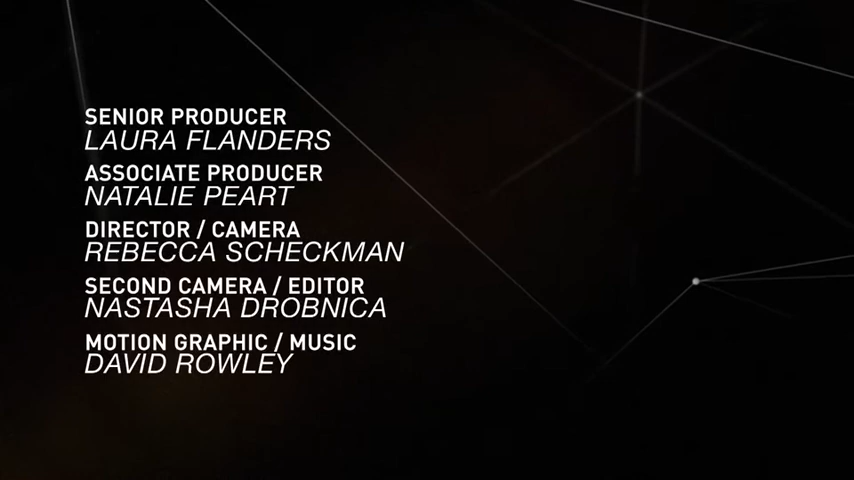 SENIOR PRODUCER
LAURA FLANDERS
ASSOCIATE PRODUCER
NATALIE PEART
DIRECTOR / CAMERA
REBECCA SCHECKMAN
SECOND CAMERA / EDITOR
NASTASHA DROBNICA
MOTION GRAPHIC / MUSIC
DAVID ROWLEY